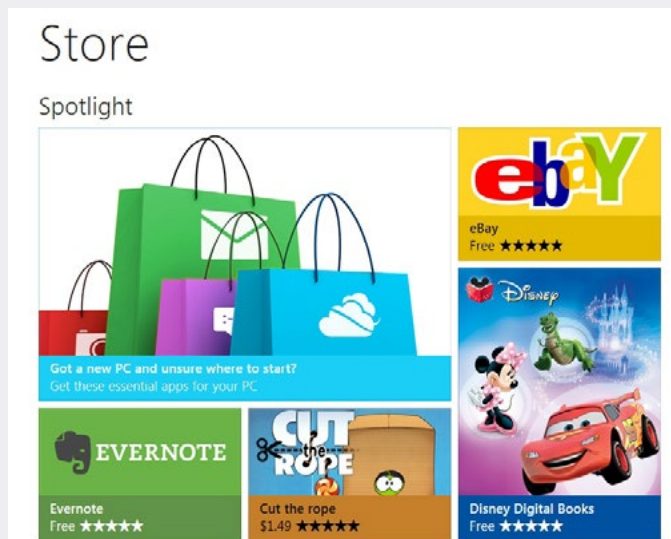 Store
Spotlight
Got a new PC and unsure where to start?
Get these essential apps for your PC
ebaY
eBay
Free ★★★★★
EVERNOTE
Evernote
Free ★★★★★
CUT
the
ROPE
Cut the rope
$1.49 ★★★★★
Disney
Disney Digital Books
Free ★★★★★